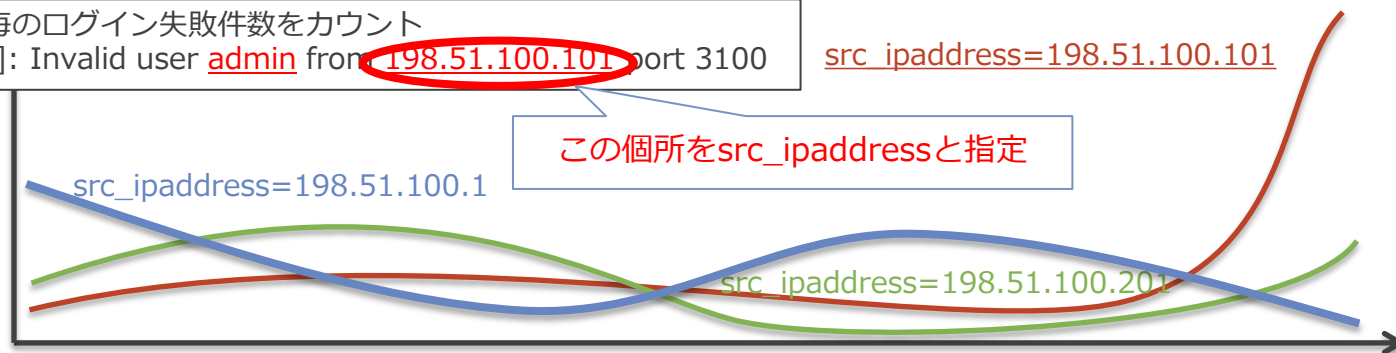 毎のログイン失敗件数をカウント
]: Invalid user admin from 198.51.100.101 port 3100
src_ipaddress=198.51.100.101
この個所をsrc_ipaddressと指定
src_ipaddress=198.51.100.1
src_ipaddress=198.51.100.201